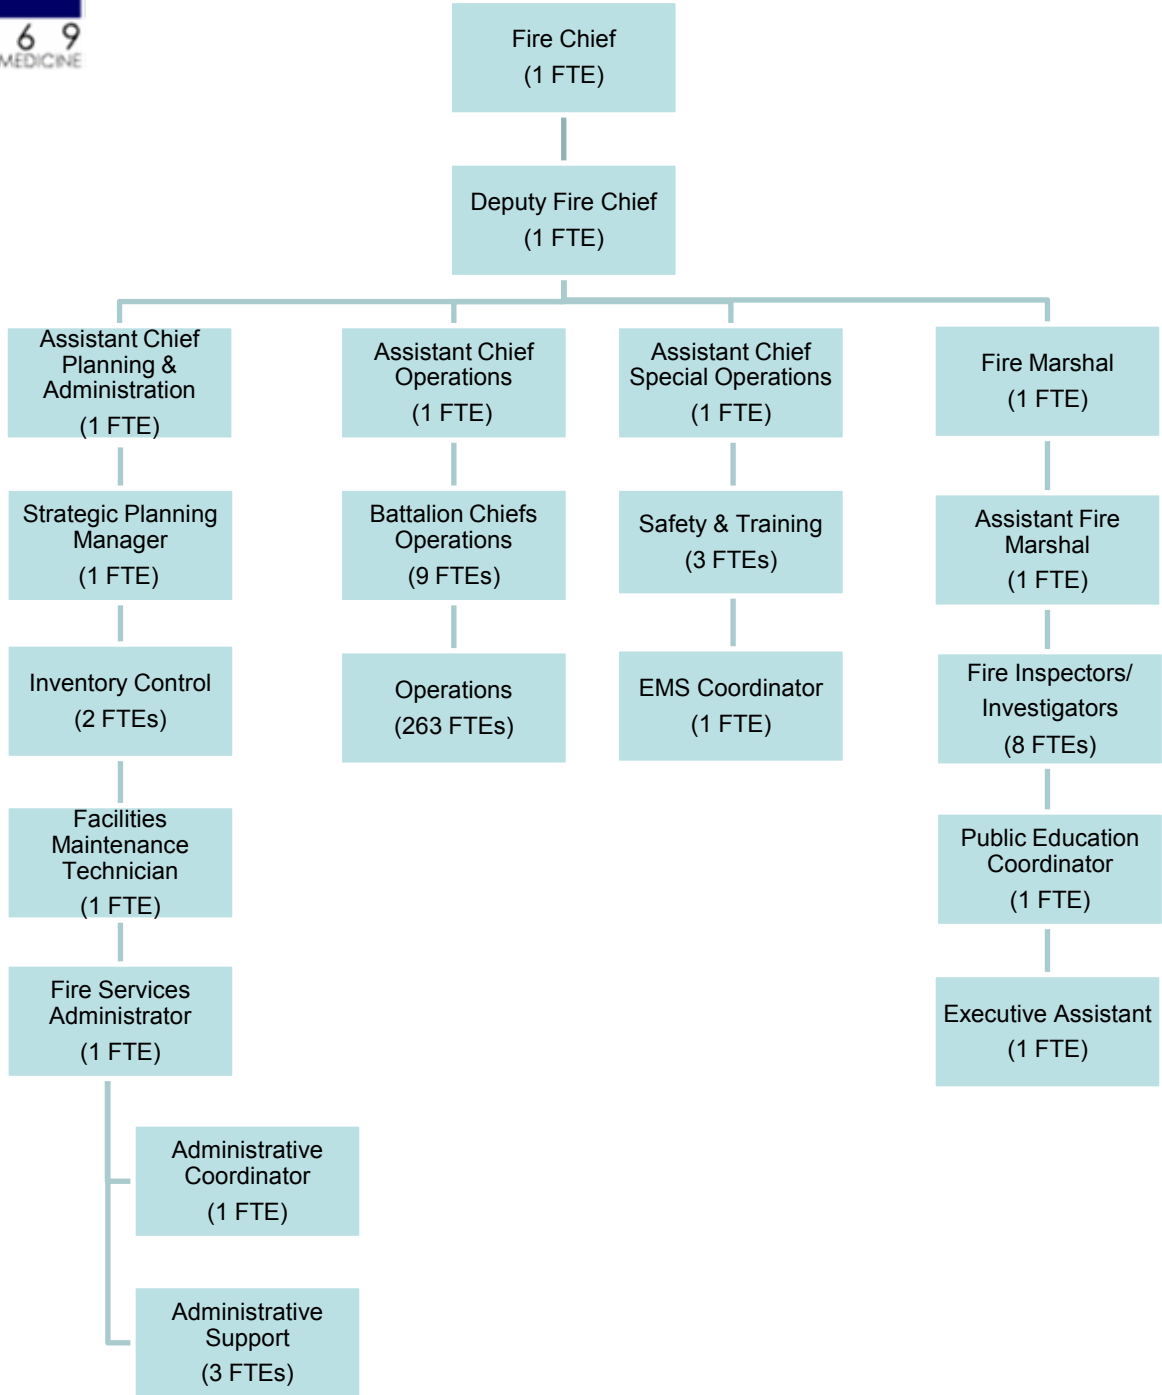 6 9
MEDICINE
Fire Chief
(1 FTE)
Deputy Fire Chief
(1 FTE)
Assistant Chief
Planning &
Administration
(1 FTE)
Assistant Chief
Operations
(1 FTE)
Assistant Chief
Special Operations
(1 FTE)
Fire Marshal
(1 FTE)
Strategic Planning
Manager
(1 FTE)
Battalion Chiefs
Operations
(9 FTEs)
Safety & Training
(3 FTEs)
Assistant Fire
Marshal
(1 FTE)
Inventory Control
(2 FTEs)
Operations
(263 FTEs)
EMS Coordinator
(1 FTE)
Fire Inspectors/
Investigators
(8 FTEs)
Facilities
Maintenance
Technician
(1 FTE)
Public Education
Coordinator
(1 FTE)
Fire Services
Administrator
(1 FTE)
Executive Assistant
(1 FTE)
Administrative
Coordinator
(1 FTE)
Administrative
Support
(3 FTEs)